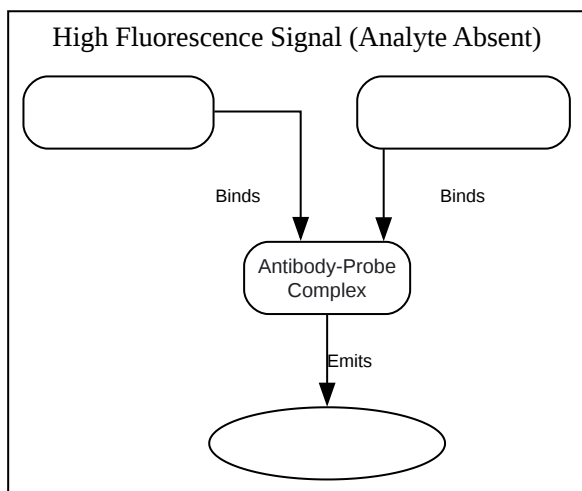 High Fluorescence Signal (Analyte Absent)
Binds
Binds
Antibody-Probe
Complex
Emits